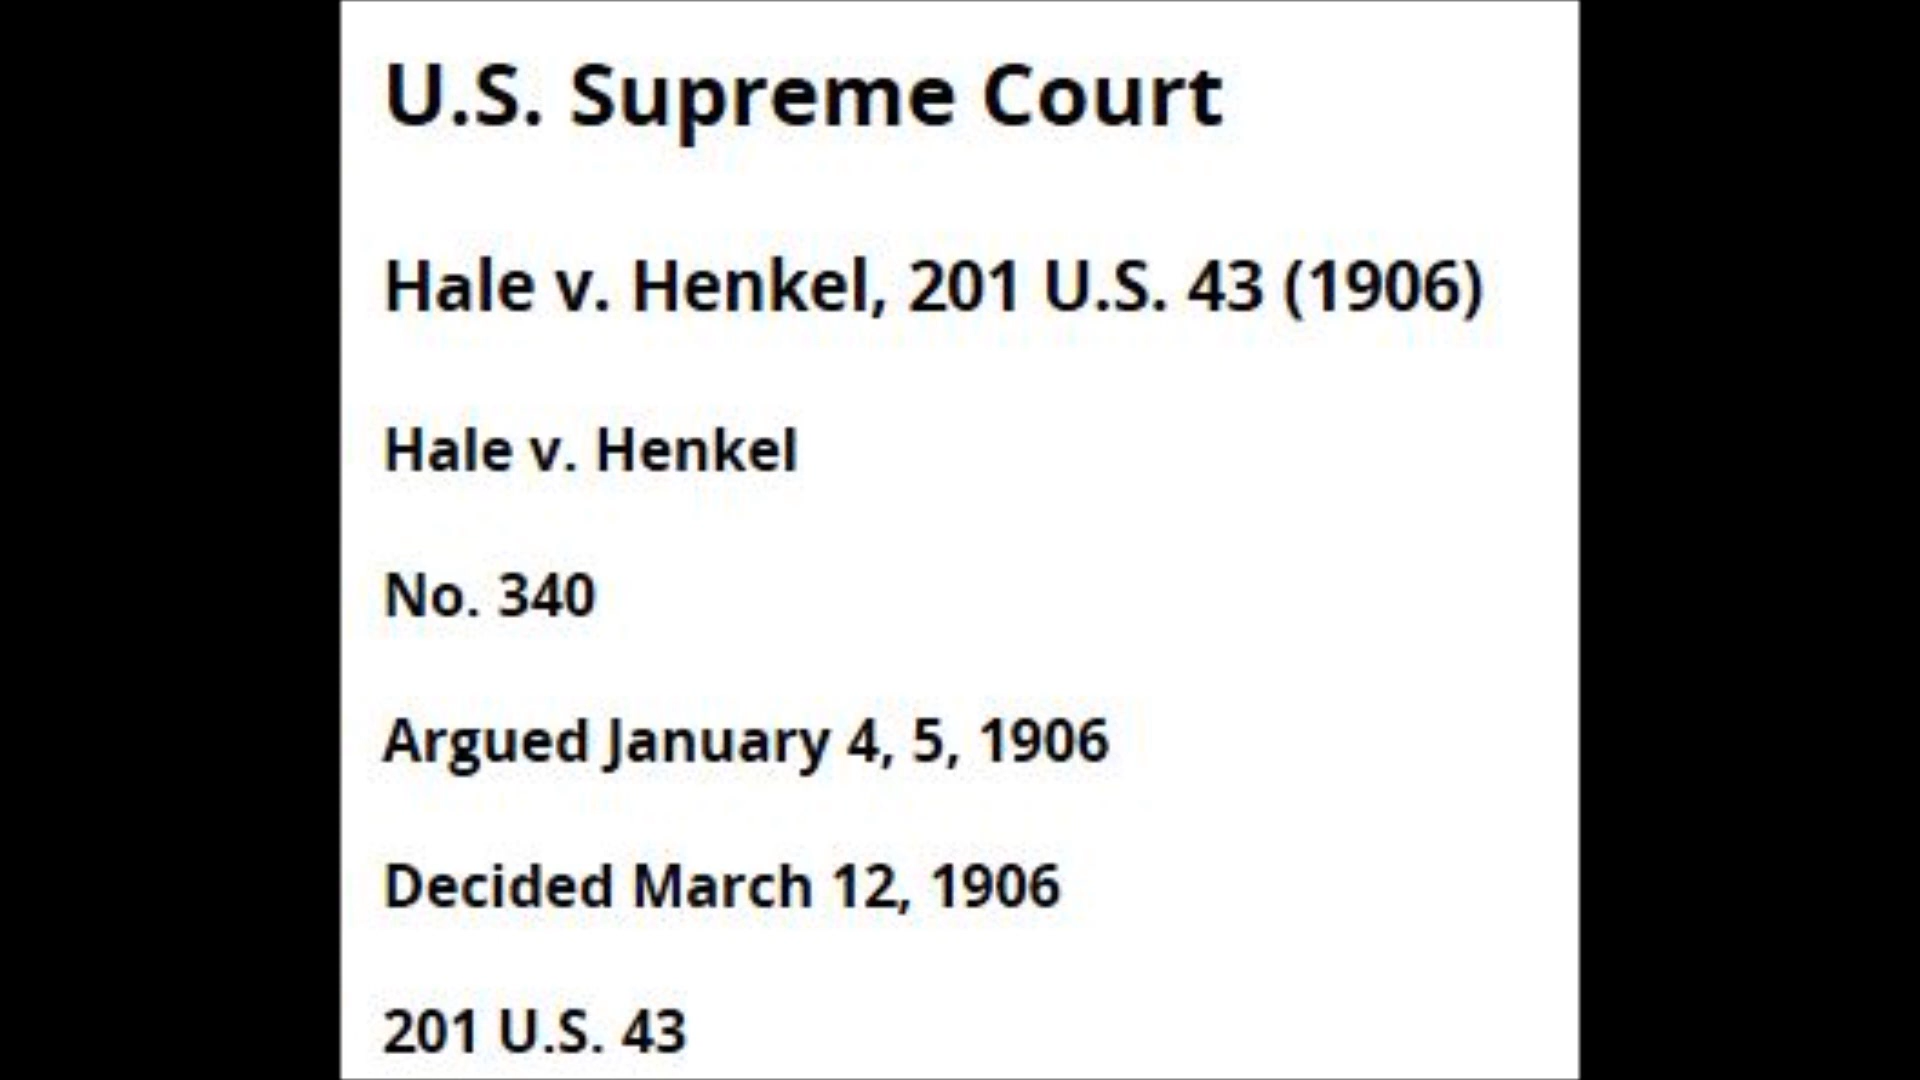 U.S. Supreme Court
Hale v. Henkel, 201 U.S. 43 (1906)
Hale v. Henkel
No. 340
Argued January 4, 5, 1906
Decided March 12, 1906
201 U.S. 43